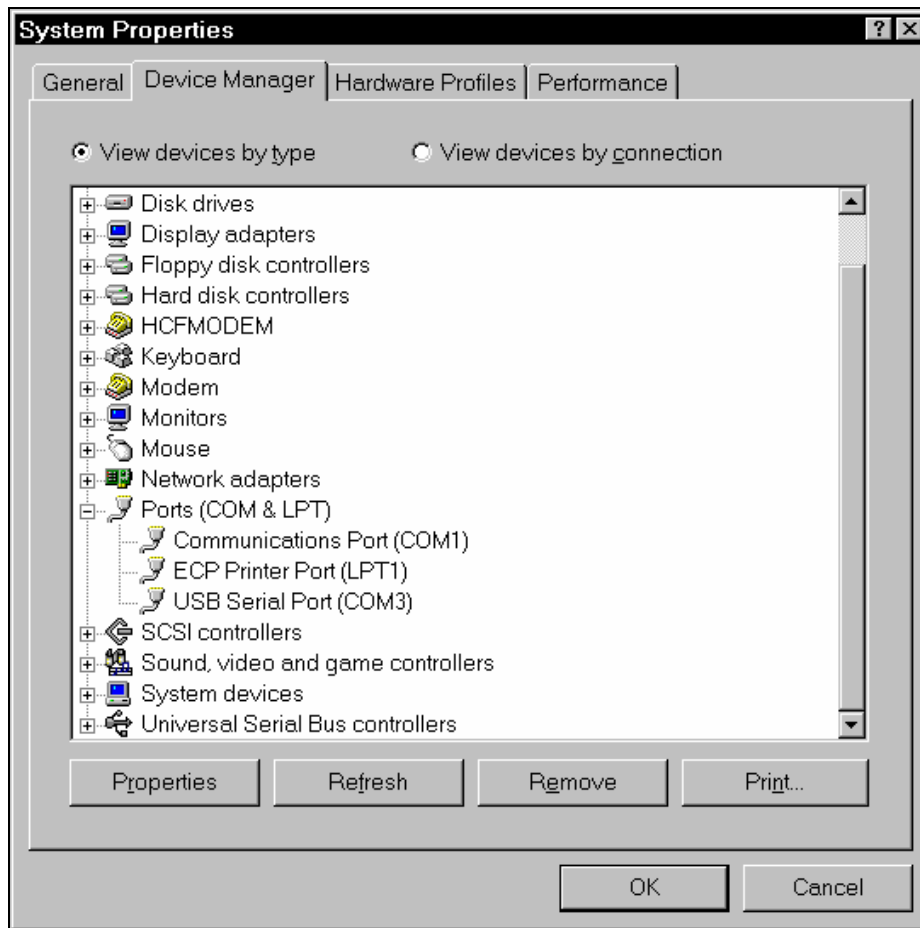 System Properties
General Device Manager Hardware Profiles Performance
View devices by type View devices by connection
Disk drives
Display adapters
Floppy disk controllers
Hard disk controllers
HCFMODEM
Keyboard
Modem
Monitors
Mouse
Network adapters
Ports (COM & LPT)
Communications Port (COM1)
ECP Printer Port (LPT1)
USB Serial Port (COM3)
SCSI controllers
Sound, video and game controllers
System devices
Universal Serial Bus controllers
Properties Refresh Remove Print...
OK Cancel